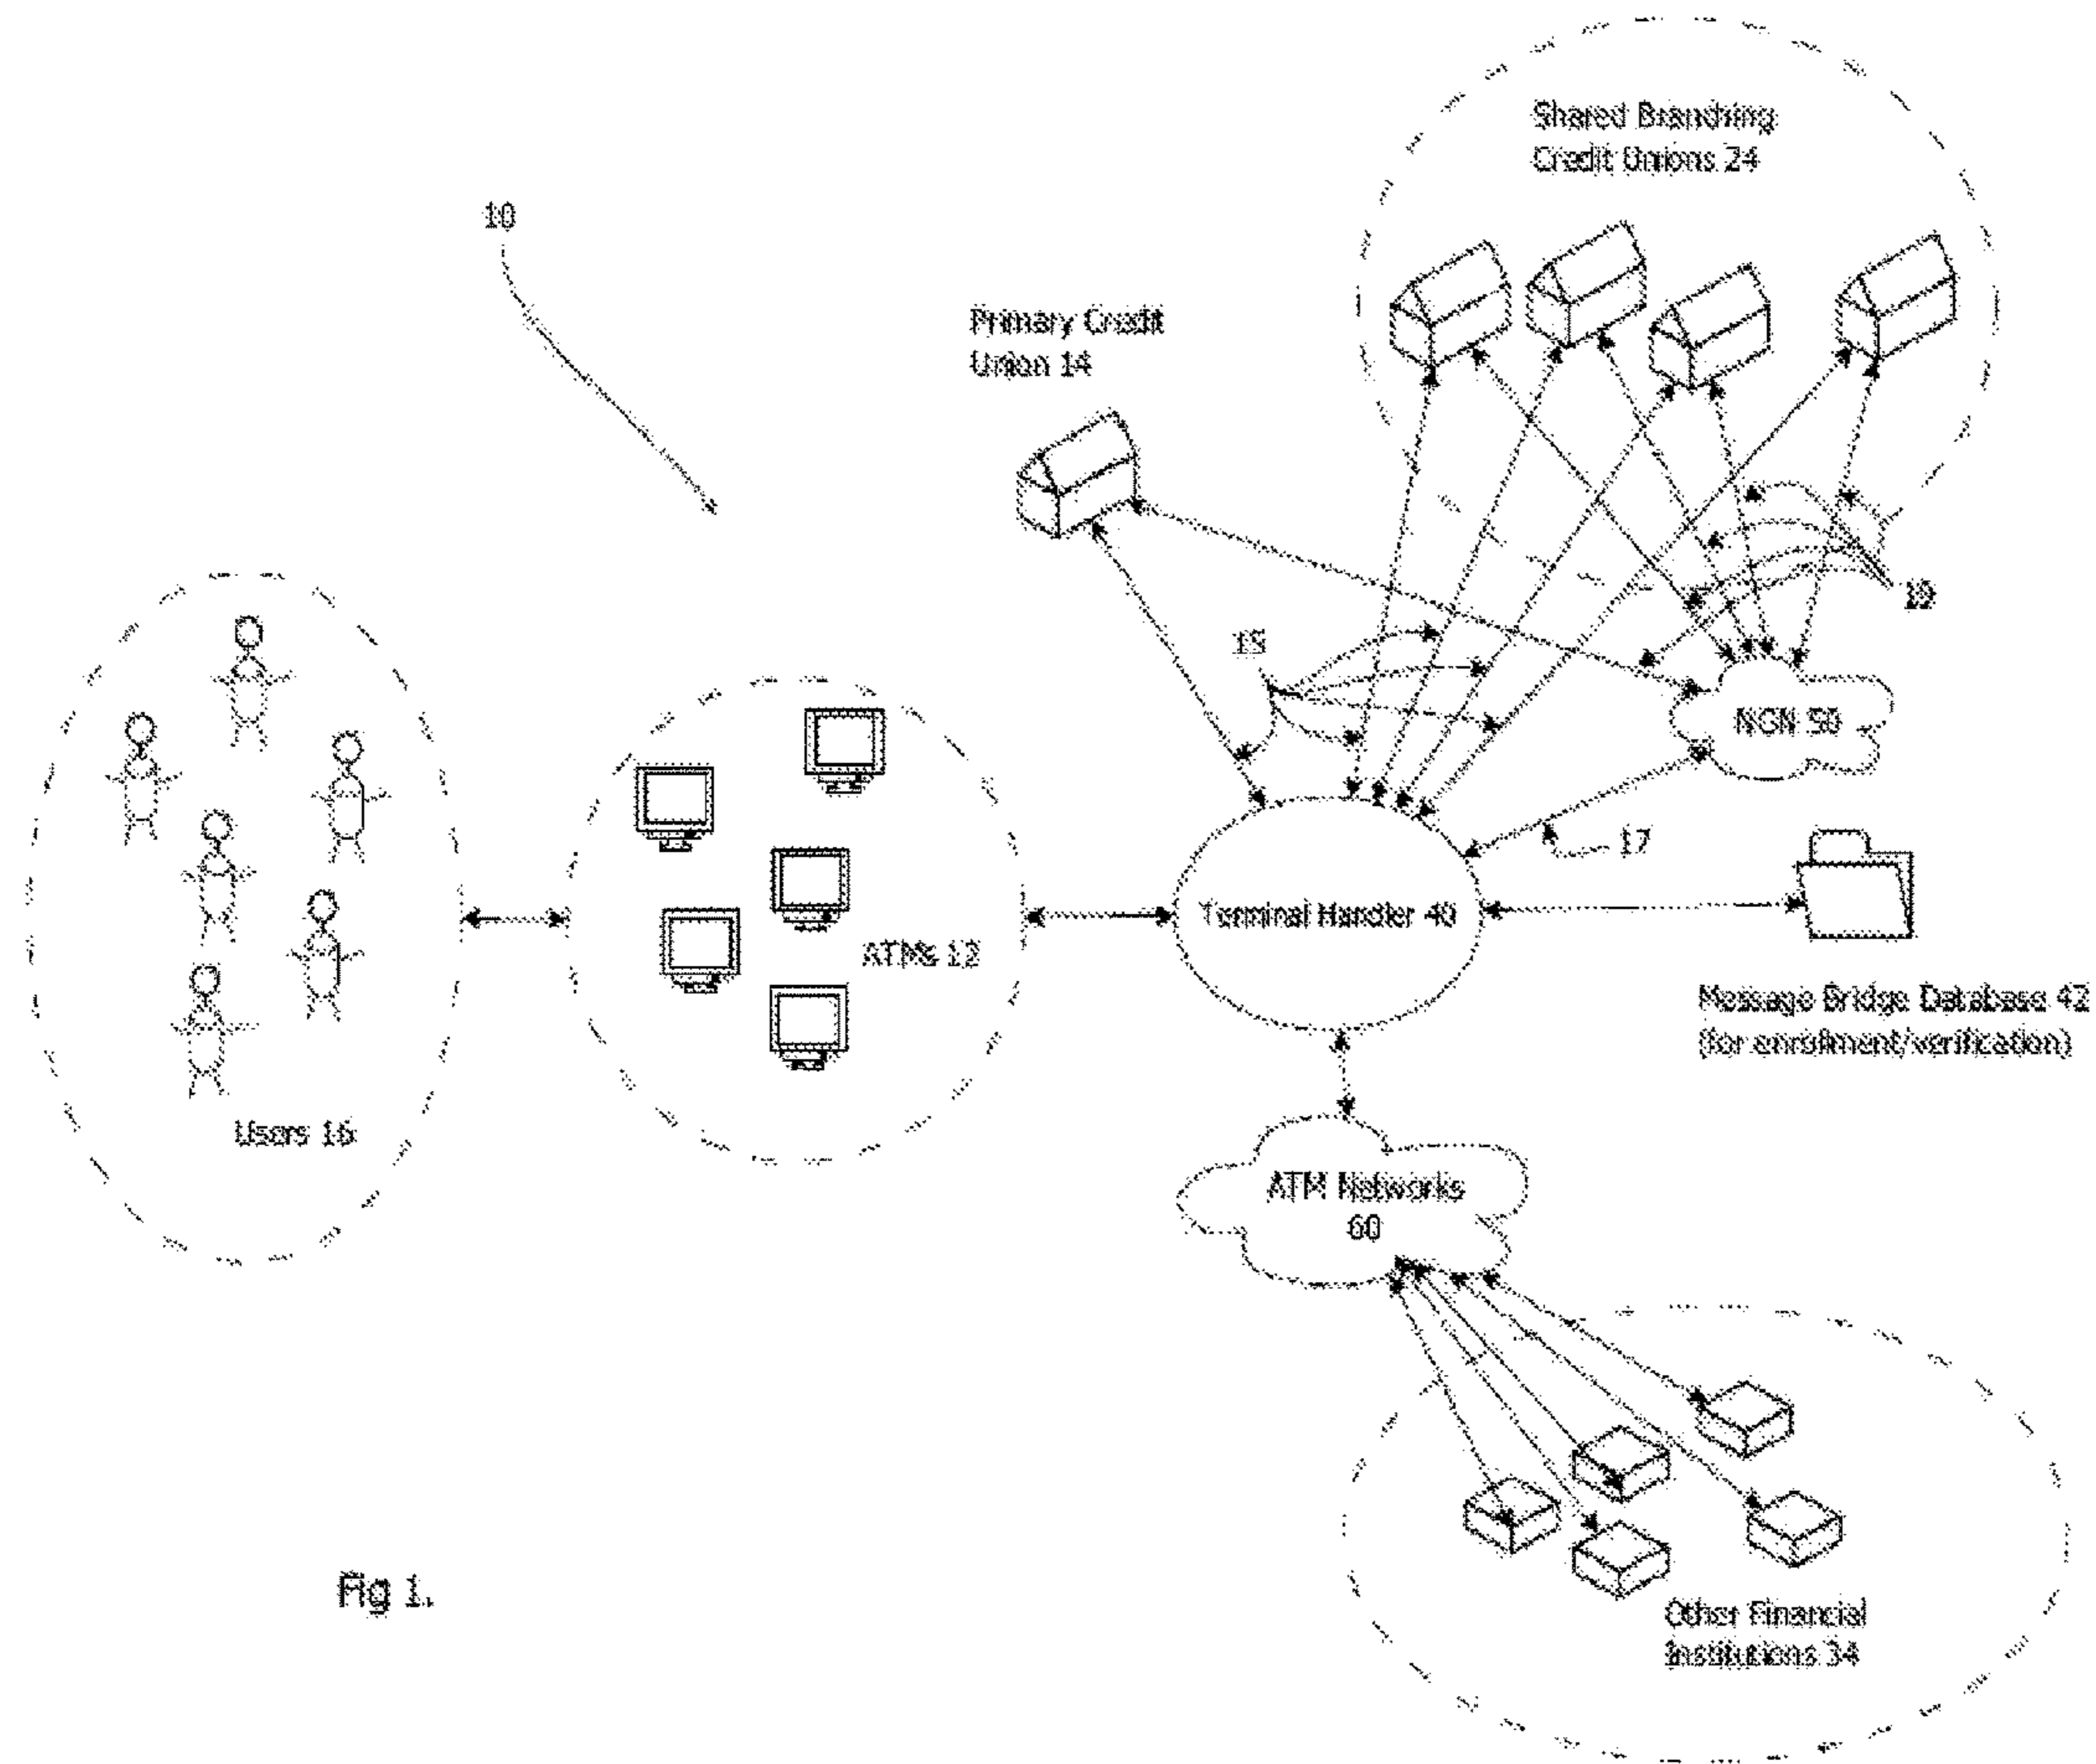 Shared Branching
Credit Unions 24
10
Primary Credit
Union 14
19
15
NGN 50
17
Terminal Handler 40
ATMs 12
Message Bridge Database 42
(for enrollment/verification)
Users 16
ATM Networks
60
Fig 1.
Other Financial
Institutions 34